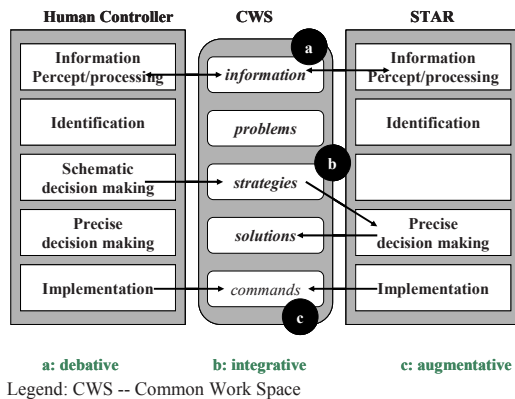 Human Controller CWS STAR
a
Information
Percept/processing
information
Information
Percept/processing
Identification
problems
Identification
b
Schematic
decision making
strategies
Precise
decision making
solutions
Precise
decision making
Implementation
commands
Implementation
c
a: debative b: integrative c: augmentative
Legend: CWS -- Common Work Space